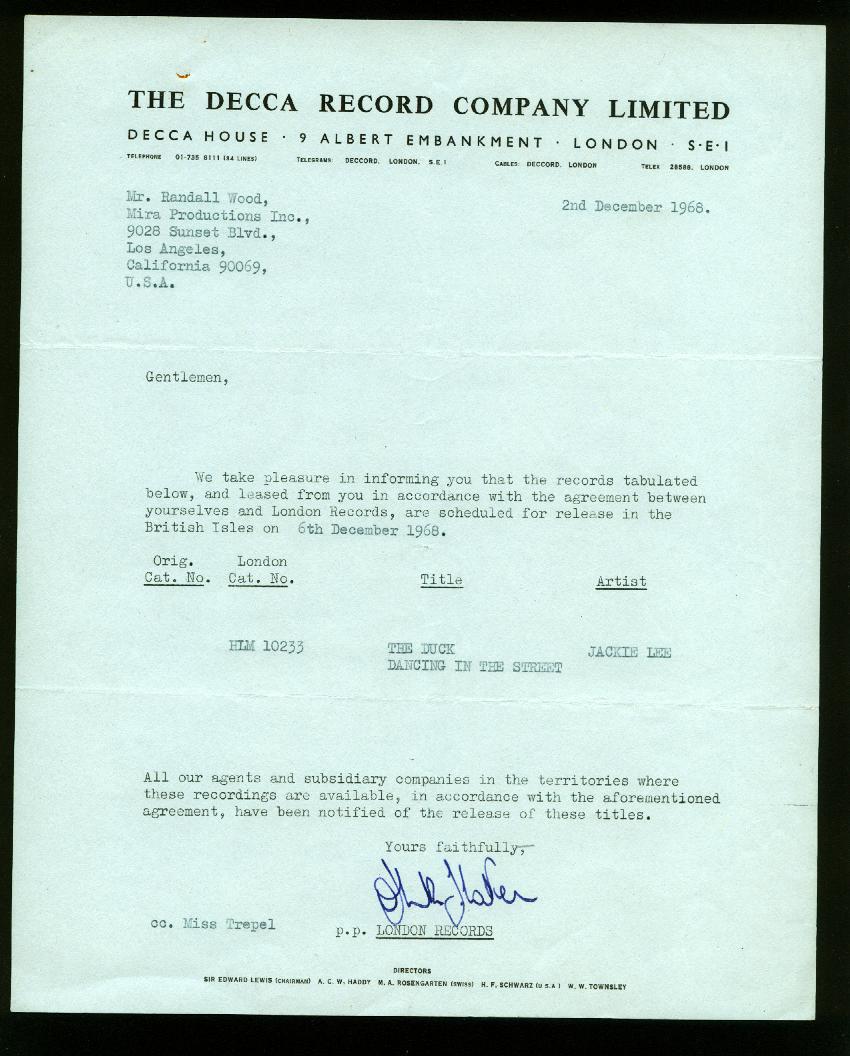 THE DECCA RECORD COMPANY LIMITED
DECCA HOUSE · 9 ALBERT EMBANKMENT · LONDON · S·E·1
TELEPHONE 01-735 8111 (34 LINES) TELEGRAMS: DECCORD, LONDON, S.E.1 CABLES: DECCORD, LONDON TELEX 28588, LONDON
Mr. Randall Wood,
2nd December 1968.
Mira Productions Inc.,
9028 Sunset Blvd.,
Los Angeles,
California 90069,
U.S.A.
Gentlemen,
We take pleasure in informing you that the records tabulated
below, and leased from you in accordance with the agreement between
yourselves and London Records, are scheduled for release in the
British Isles on 6th December 1968.
Orig. London
Cat. No. Cat. No. Title Artist
HLM 10233 THE DUCK JACKIE LEE
DANCING IN THE STREET
All our agents and subsidiary companies in the territories where
these recordings are available, in accordance with the aforementioned
agreement, have been notified of the release of these titles.
Yours faithfully,
cc. Miss Trepel
p.p. LONDON RECORDS
DIRECTORS
SIR EDWARD LEWIS (CHAIRMAN) A. C. W. HADDY M. A. ROSENGARTEN (SWISS) H. F. SCHWARZ (U.S.A.) W. W. TOWNSLEY